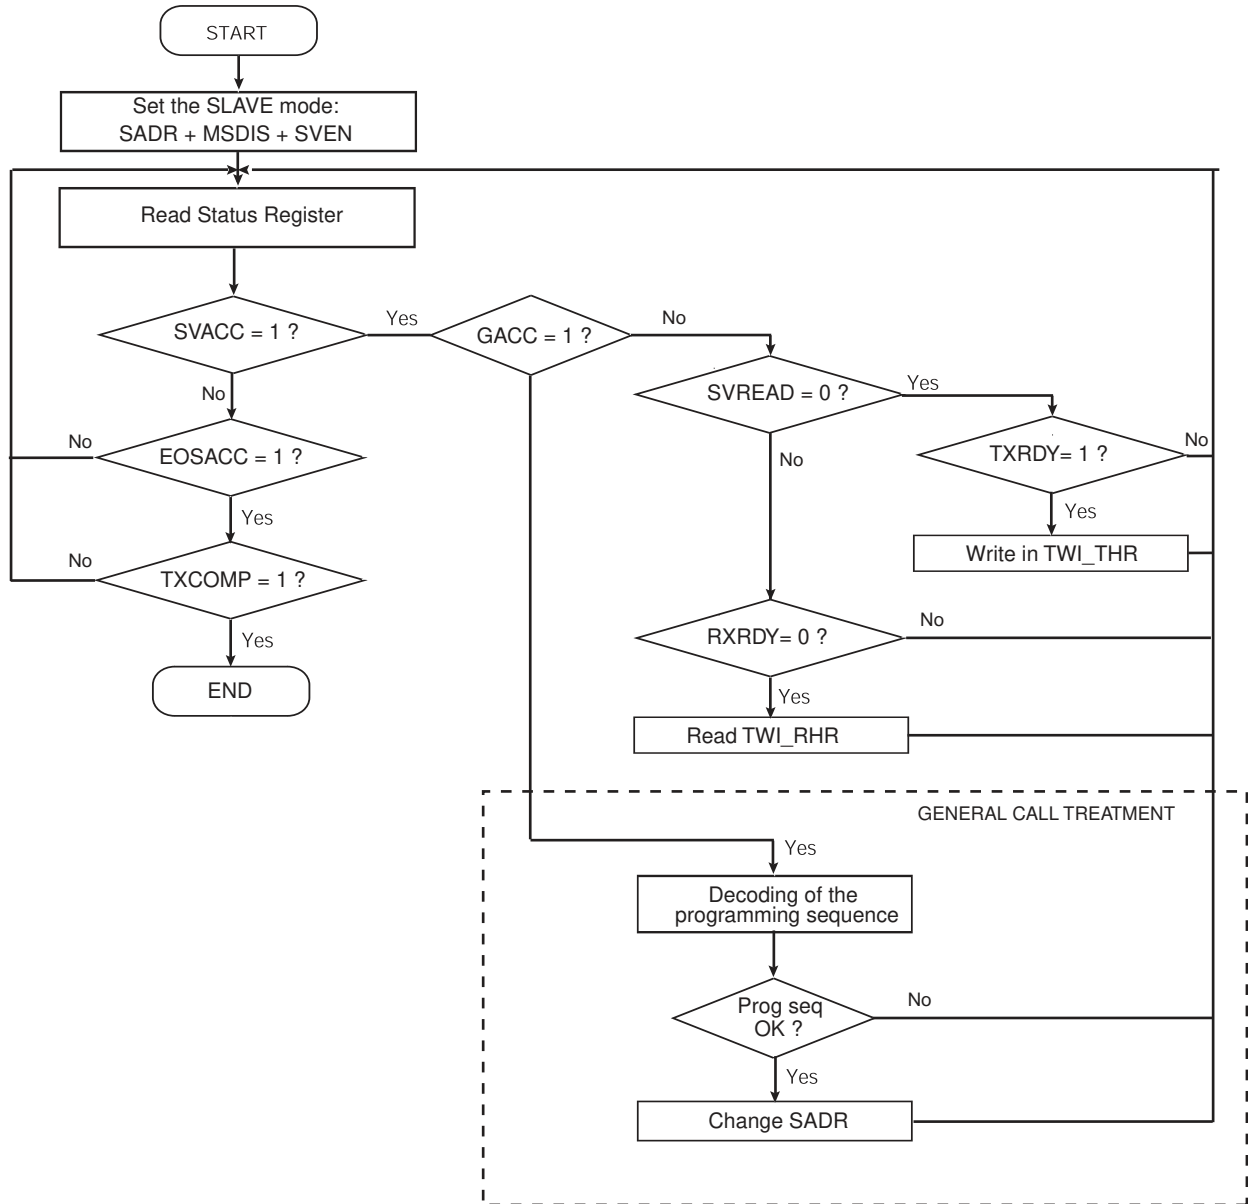 START
Set the SLAVE mode:
SADR + MSDIS + SVEN
Read Status Register
SVACC = 1 ?
Yes
GACC = 1 ?
No
No
SVREAD = 0 ?
Yes
No
EOSACC = 1 ?
No
TXRDY= 1 ?
No
Yes
Yes
Write in TWI_THR
No
TXCOMP = 1 ?
Yes
RXRDY= 0 ?
No
END
Yes
Read TWI_RHR
GENERAL CALL TREATMENT
Yes
Decoding of the
programming sequence
Prog seq
OK ?
No
Yes
Change SADR